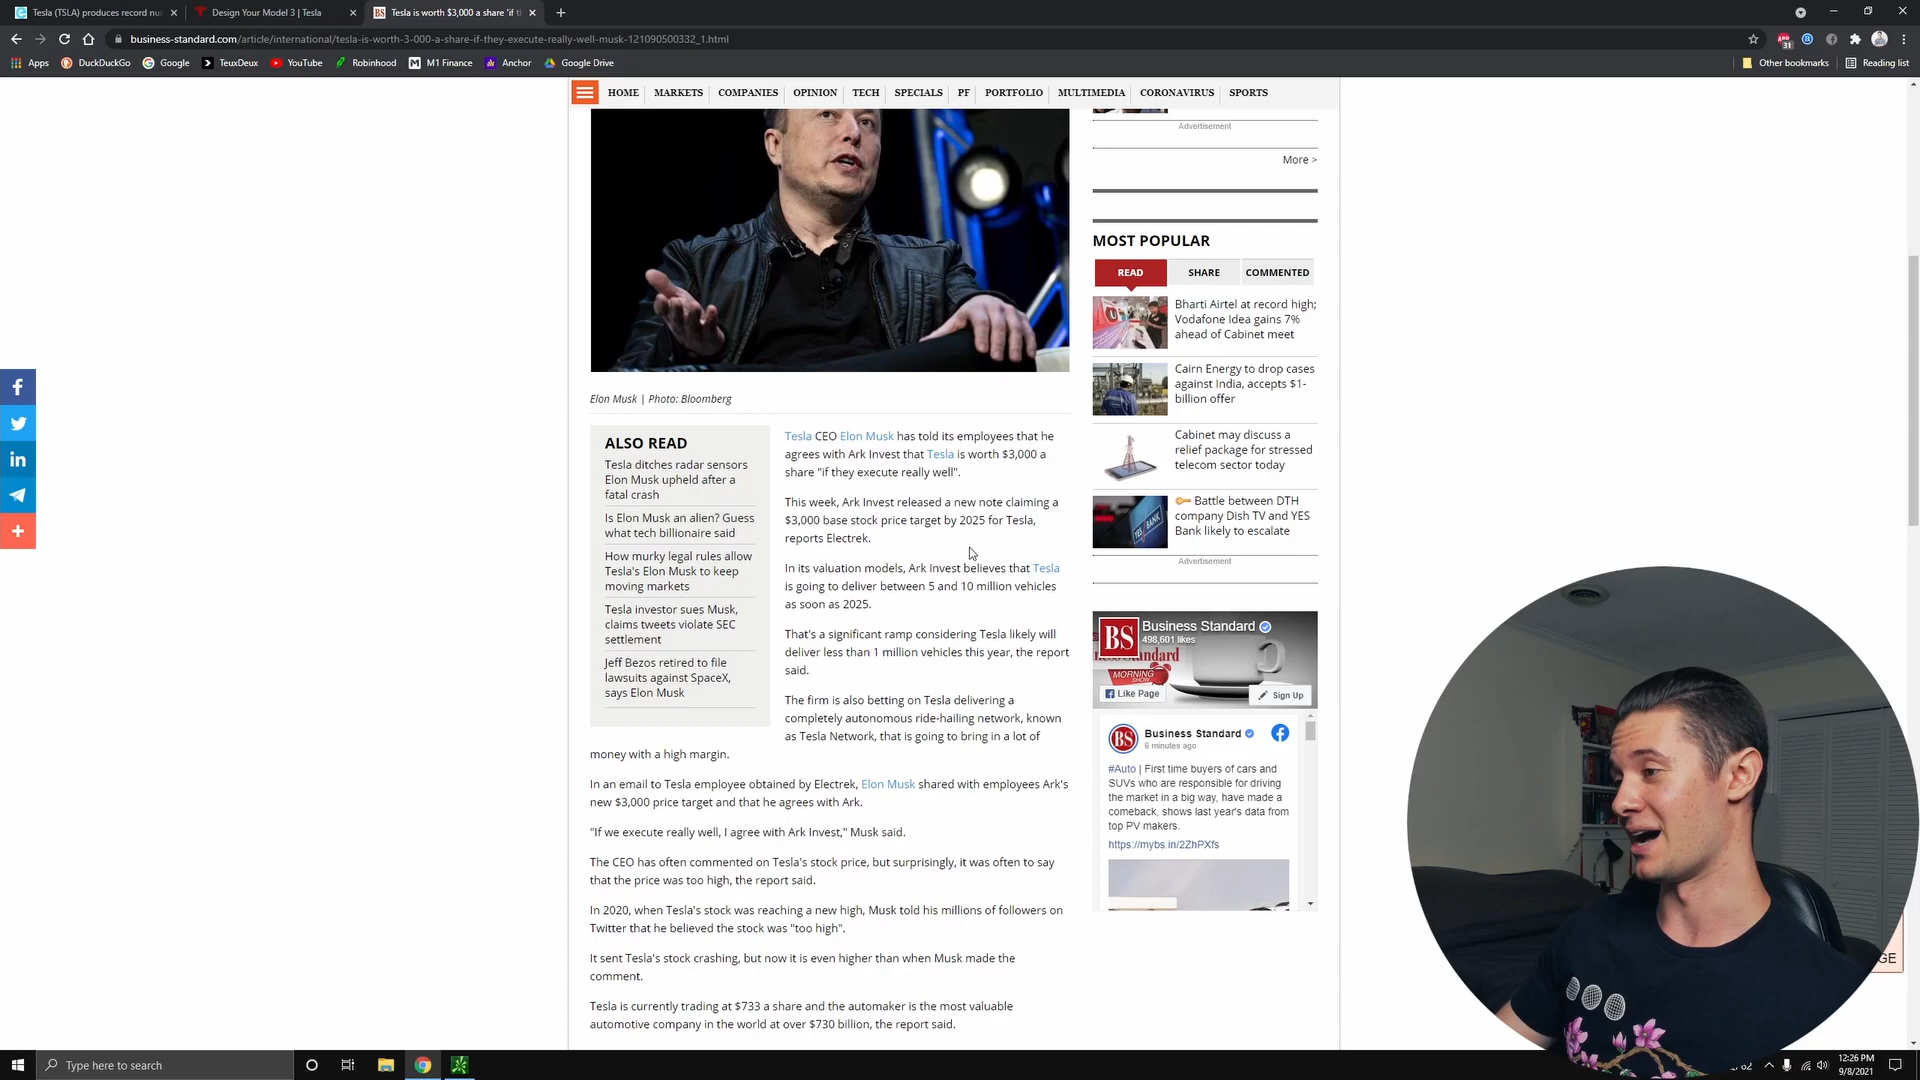 Tesla (TSLA) produces record nu
Design Your Model 3 | Tesla
Tesla is worth $3,000 a share 'if th
business-standard.com/article/international/tesla-is-worth-3-000-a-share-if-they-execute-really-well-musk-121090500332_1.html
31
Apps
DuckDuckGo
Google
TeuxDeux
YouTube
Robinhood
M1 Finance
Anchor
Google Drive
Other bookmarks
Reading list
HOME
MARKETS
COMPANIES
OPINION
TECH
SPECIALS
PF
PORTFOLIO
MULTIMEDIA
CORONAVIRUS
SPORTS
Elon Musk | Photo: Bloomberg
ALSO READ
Tesla ditches radar sensors
Elon Musk upheld after a
fatal crash
Is Elon Musk an alien? Guess
what tech billionaire said
How murky legal rules allow
Tesla's Elon Musk to keep
moving markets
Tesla investor sues Musk,
claims tweets violate SEC
settlement
Jeff Bezos retired to file
lawsuits against SpaceX,
says Elon Musk
Tesla CEO Elon Musk has told its employees that he
agrees with Ark Invest that Tesla is worth $3,000 a
share "if they execute really well".
This week, Ark Invest released a new note claiming a
$3,000 base stock price target by 2025 for Tesla,
reports Electrek.
In its valuation models, Ark Invest believes that Tesla
is going to deliver between 5 and 10 million vehicles
as soon as 2025.
That's a significant ramp considering Tesla likely will
deliver less than 1 million vehicles this year, the report
said.
The firm is also betting on Tesla delivering a
completely autonomous ride-hailing network, known
as Tesla Network, that is going to bring in a lot of
money with a high margin.
In an email to Tesla employee obtained by Electrek, Elon Musk shared with employees Ark's
new $3,000 price target and that he agrees with Ark.
"If we execute really well, I agree with Ark Invest," Musk said.
The CEO has often commented on Tesla's stock price, but surprisingly, it was often to say
that the price was too high, the report said.
In 2020, when Tesla's stock was reaching a new high, Musk told his millions of followers on
Twitter that he believed the stock was "too high".
It sent Tesla's stock crashing, but now it is even higher than when Musk made the
comment.
Tesla is currently trading at $733 a share and the automaker is the most valuable
automotive company in the world at over $730 billion, the report said.
Advertisement
More >
MOST POPULAR
READ
SHARE
COMMENTED
Bharti Airtel at record high;
Vodafone Idea gains 7%
ahead of Cabinet meet
Cairn Energy to drop cases
against India, accepts $1-
billion offer
Cabinet may discuss a
relief package for stressed
telecom sector today
Battle between DTH
company Dish TV and YES
Bank likely to escalate
YES BANK
Advertisement
BS
Business Standard
498,601 likes
MORNING
SHOW
Like Page
Sign Up
BS
Business Standard
6 minutes ago
#Auto | First time buyers of cars and
SUVs who are responsible for driving
the market in a big way, have made a
comeback, shows last year's data from
top PV makers.
https://mybs.in/2ZhPXfs
GE
Type here to search
12:26 PM
9/8/2021